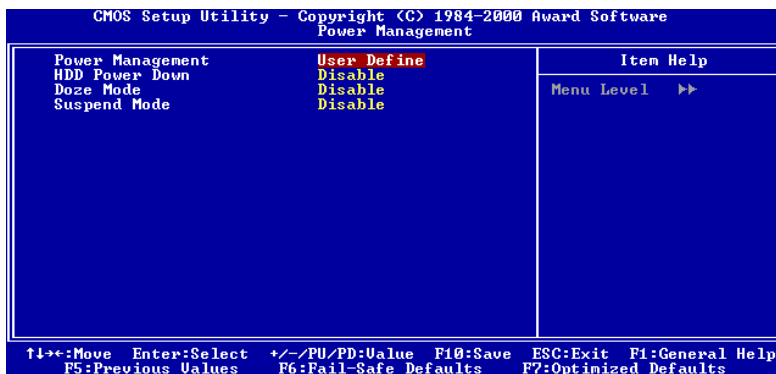 CMOS Setup Utility – Copyright (C) 1984-2000 Award Software
Power Management
Power Management User Define
HDD Power Down Disable
Doze Mode Disable
Suspend Mode Disable
Item Help
Menu Level ▶▶
↑↓→←:Move Enter:Select +/-/PU/PD:Value F10:Save ESC:Exit F1:General Help
F5:Previous Values F6:Fail-Safe Defaults F7:Optimized Defaults